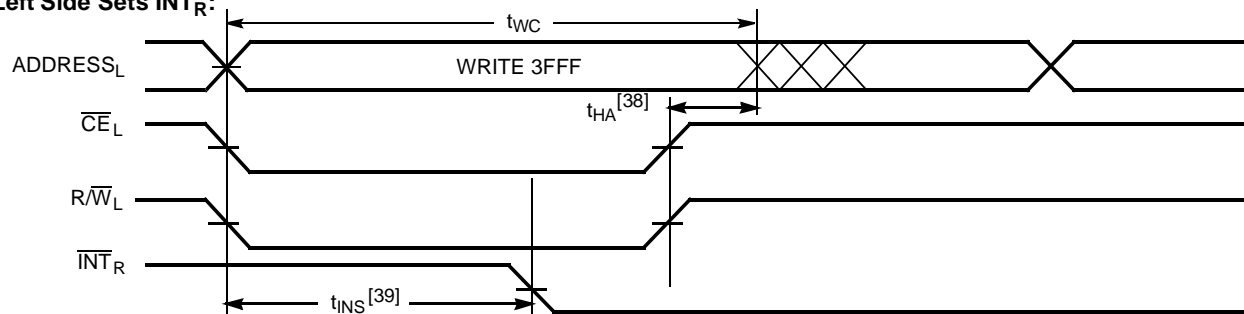 Left Side Sets INTR:
tWC
ADDRESSL
WRITE 3FFF
tHA[38]
CEL
R/WL
INTR
tINS[39]